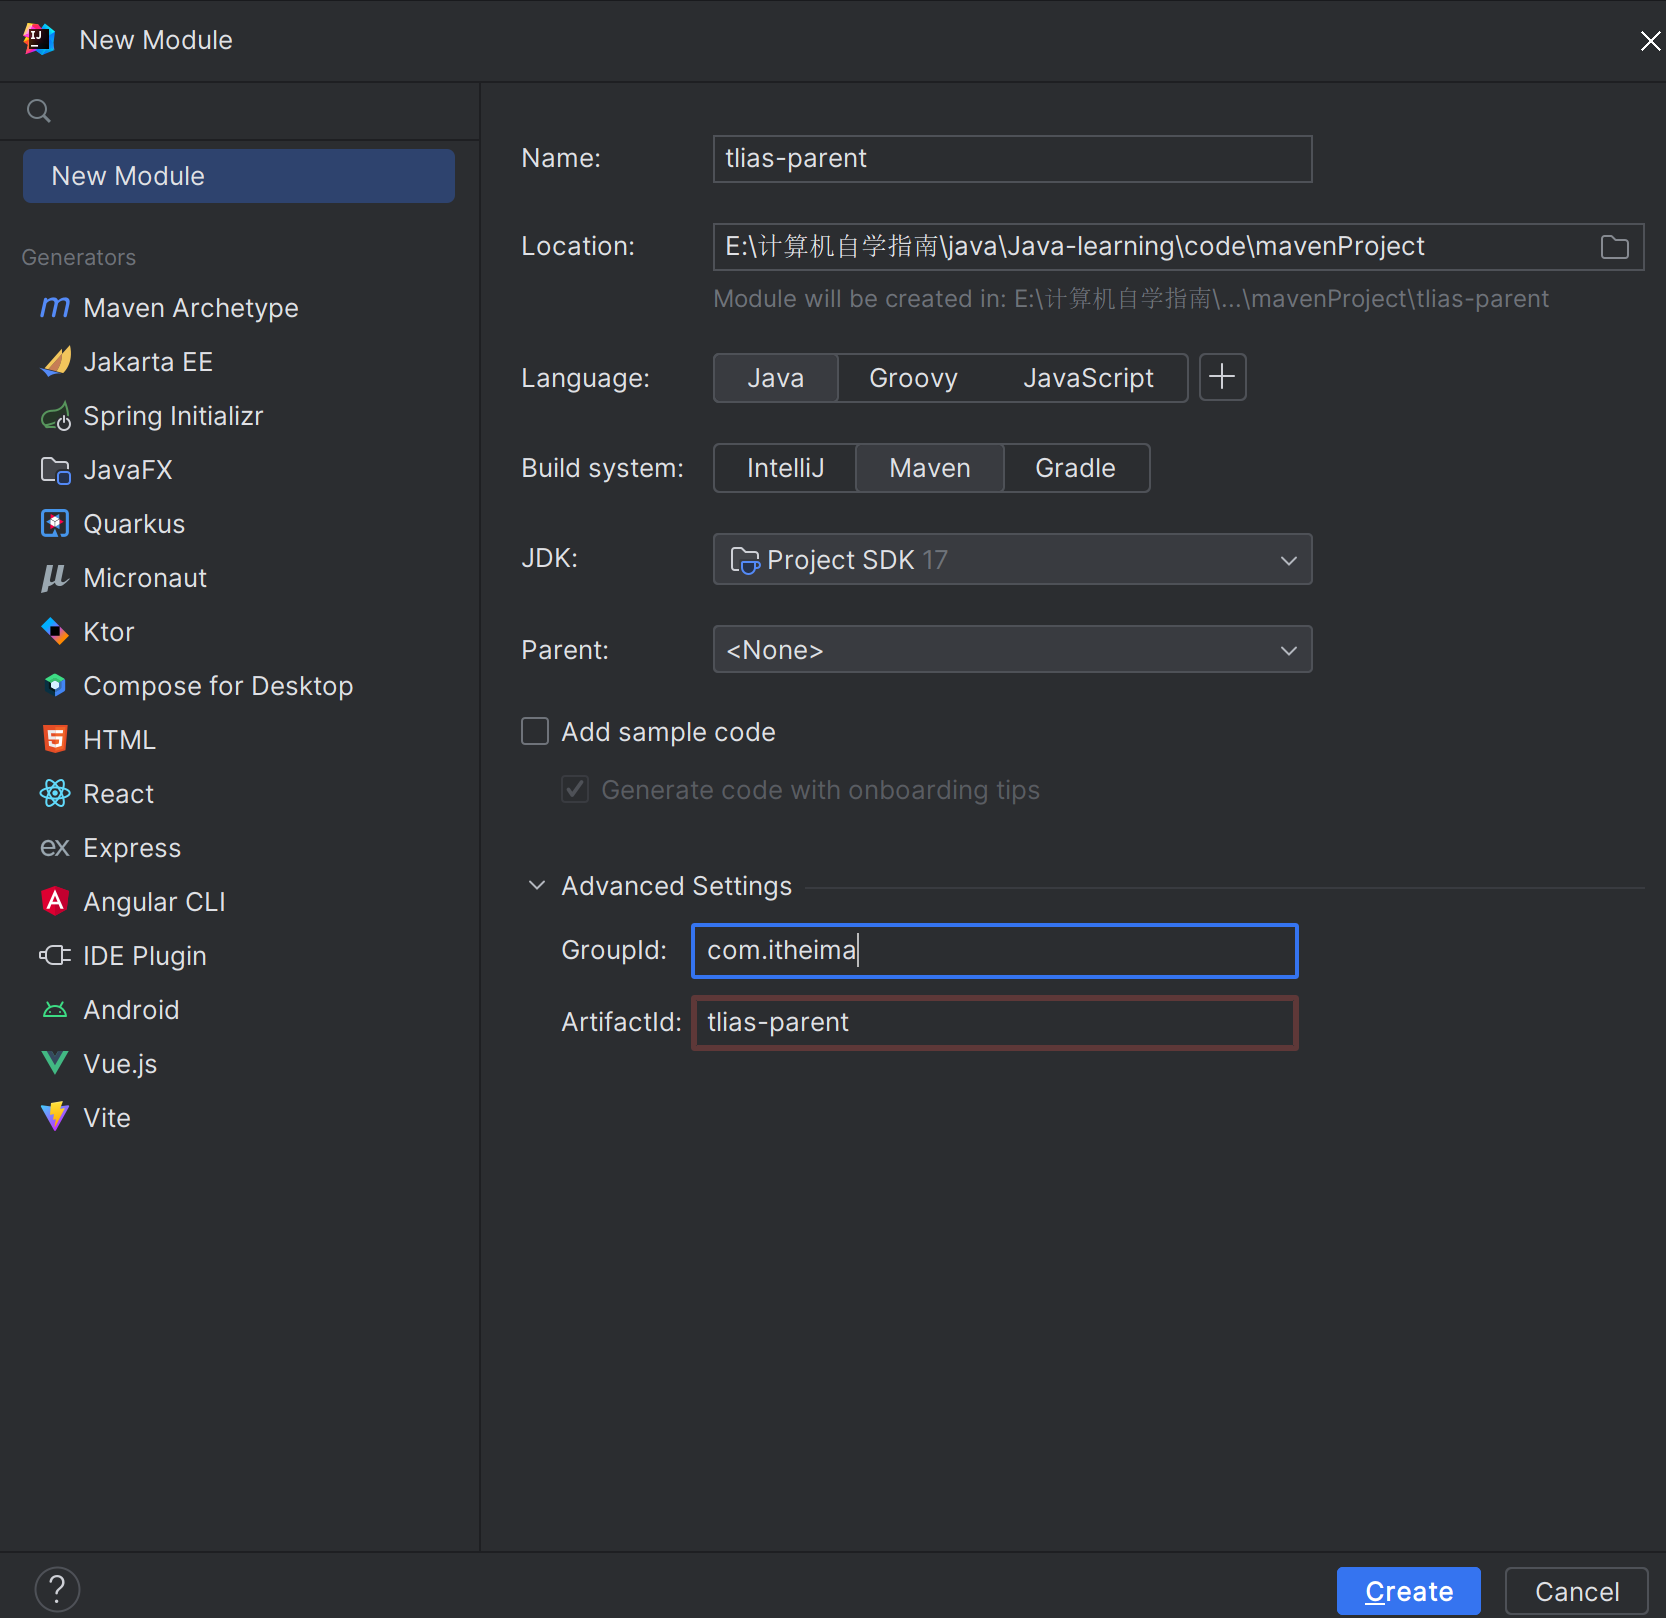 New Module
New Module
Generators
Maven Archetype
Jakarta EE
Spring Initializr
JavaFX
Quarkus
Micronaut
Ktor
Compose for Desktop
HTML
React
Express
Angular CLI
IDE Plugin
Android
Vue.js
Vite
Name: tlias-parent
Location: E:\计算机自学指南\java\Java-learning\code\mavenProject
Module will be created in: E:\计算机自学指南\...\mavenProject\tlias-parent
Language: Java Groovy JavaScript
Build system: IntelliJ Maven Gradle
JDK: Project SDK 17
Parent: <None>
Add sample code
Generate code with onboarding tips
Advanced Settings
GroupId: com.itheima
ArtifactId: tlias-parent
? Create Cancel